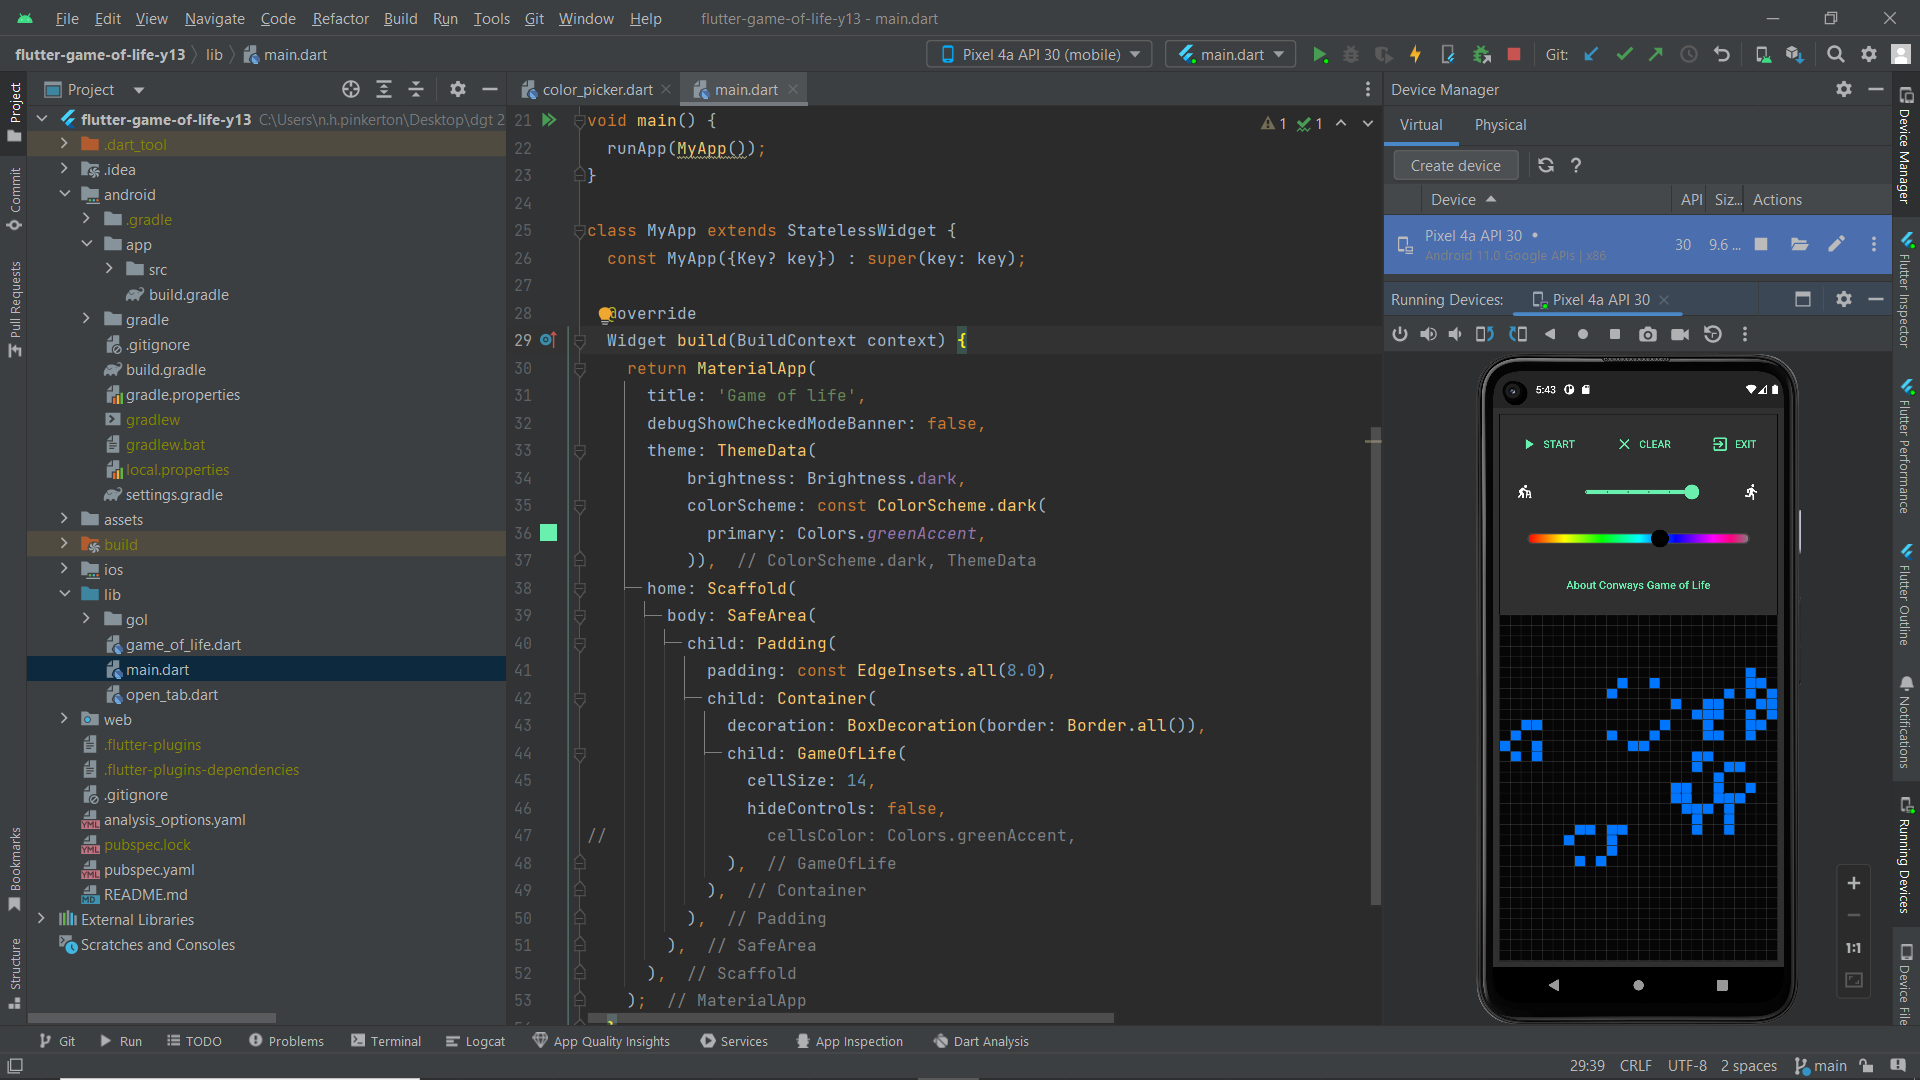 File Edit View Navigate Code Refactor Build Run Tools Git Window Help flutter-game-of-life-y13 - main.dart
flutter-game-of-life-y13 lib main.dart Pixel 4a API 30 (mobile) main.dart Git:
Project
color_picker.dart main.dart
Device Manager
Project
Commit
Pull Requests
Bookmarks
Structure
flutter-game-of-life-y13 C:\Users\n.h.pinkerton\Desktop\dgt 2
.dart_tool
.idea
android
.gradle
app
src
build.gradle
gradle
.gitignore
build.gradle
gradle.properties
gradlew
gradlew.bat
local.properties
settings.gradle
assets
build
ios
lib
gol
game_of_life.dart
main.dart
open_tab.dart
web
.flutter-plugins
.flutter-plugins-dependencies
.gitignore
analysis_options.yaml
pubspec.lock
pubspec.yaml
README.md
External Libraries
Scratches and Consoles
1 1
21 void main() {
22 runApp(MyApp());
23 }
24
25 class MyApp extends StatelessWidget {
26 const MyApp({Key? key}) : super(key: key);
27
28 @override
29 Widget build(BuildContext context) {
30 return MaterialApp(
31 title: 'Game of life',
32 debugShowCheckedModeBanner: false,
33 theme: ThemeData(
34 brightness: Brightness.dark,
35 colorScheme: const ColorScheme.dark(
36 primary: Colors.greenAccent,
37 )), // ColorScheme.dark, ThemeData
38 home: Scaffold(
39 body: SafeArea(
40 child: Padding(
41 padding: const EdgeInsets.all(8.0),
42 child: Container(
43 decoration: BoxDecoration(border: Border.all()),
44 child: GameOfLife(
45 cellSize: 14,
46 hideControls: false,
47 // cellsColor: Colors.greenAccent,
48 ), // GameOfLife
49 ), // Container
50 ), // Padding
51 ), // SafeArea
52 ), // Scaffold
53 ); // MaterialApp
Virtual Physical
Create device ?
Device API Siz... Actions
Pixel 4a API 30 30 9.6 ...
Android 11.0 Google APIs | x86
Running Devices: Pixel 4a API 30
5:43
START CLEAR EXIT
About Conways Game of Life
1:1
Device Manager
Flutter Inspector
Flutter Performance
Flutter Outline
Notifications
Running Devices
Device File
Git Run TODO Problems Terminal Logcat App Quality Insights Services App Inspection Dart Analysis
29:39 CRLF UTF-8 2 spaces main